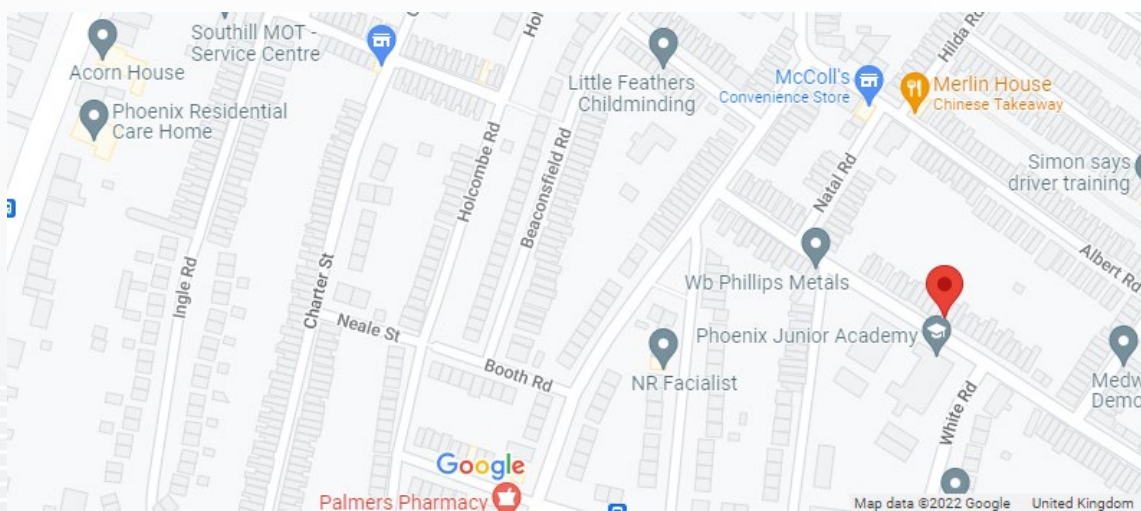 Southill MOT -
Service Centre
Acorn House
Phoenix Residential
Care Home
Little Feathers
Childminding
McColl's
Convenience Store
Hilda Rd
Merlin House
Chinese Takeaway
Simon says
driver training
Holcombe Rd
Beaconsfield Rd
Natal Rd
Albert Rd
Ingle Rd
Charter St
Neale St
Booth Rd
Wb Phillips Metals
Phoenix Junior Academy
NR Facialist
White Rd
Medw
Demo
Google
Palmers Pharmacy
Map data ©2022 Google
United Kingdom